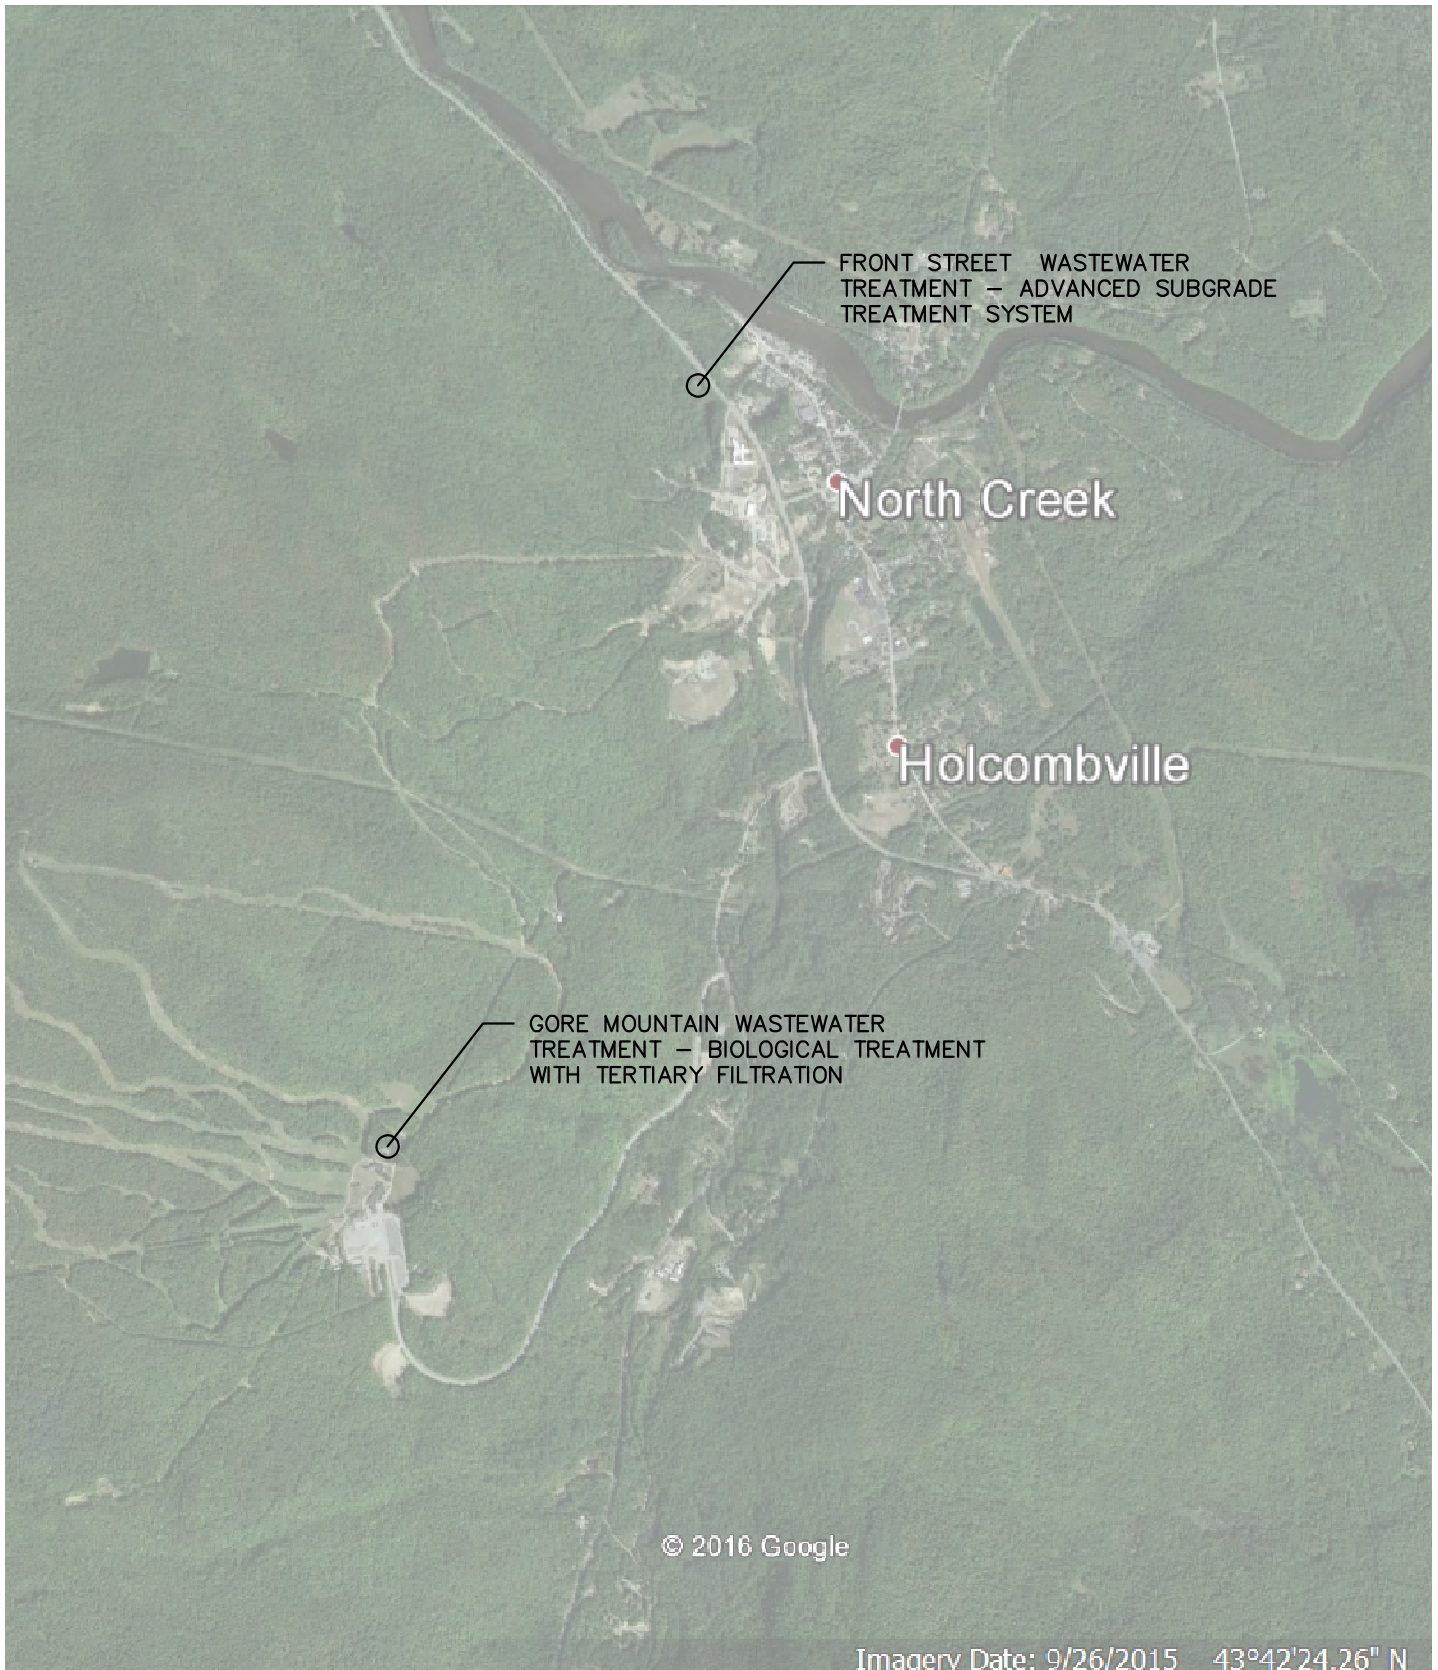 FRONT STREET WASTEWATER
TREATMENT – ADVANCED SUBGRADE
TREATMENT SYSTEM
North Creek
Holcombville
GORE MOUNTAIN WASTEWATER
TREATMENT – BIOLOGICAL TREATMENT
WITH TERTIARY FILTRATION
© 2016 Google
Imagery Date: 9/26/2015 43°42'24.26" N